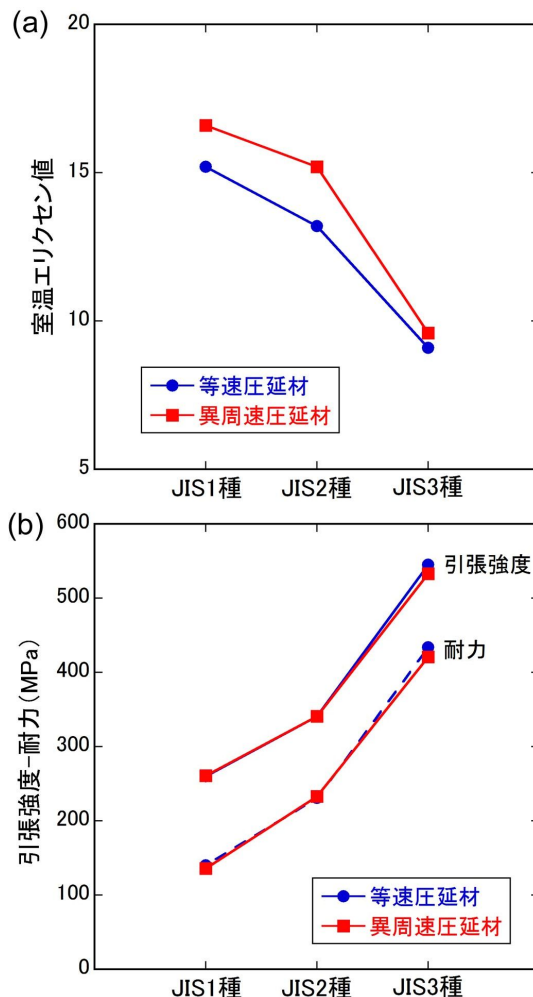 (a)
20
15
10
5
室温エリクセン値
等速圧延材
異周速圧延材
JIS1種 JIS2種 JIS3種
(b)
600
500
400
300
200
100
0
引張強度-耐力(MPa)
引張強度
耐力
等速圧延材
異周速圧延材
JIS1種 JIS2種 JIS3種